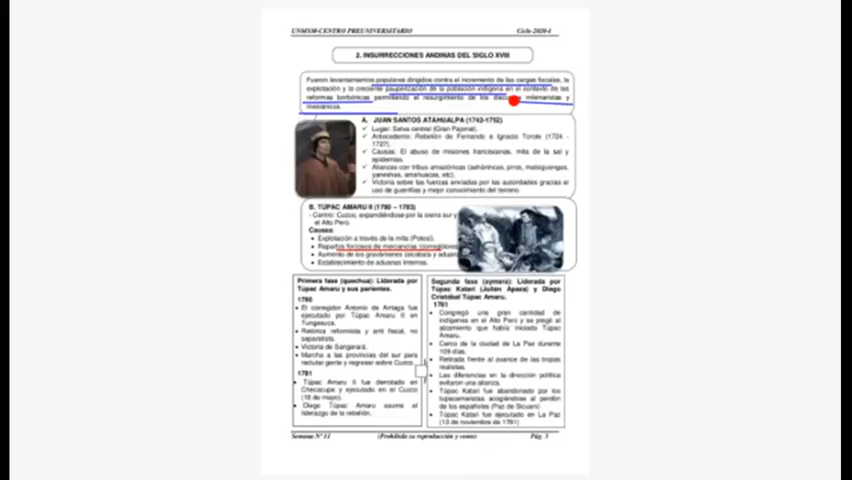 UNMSM-CENTRO PREUNIVERSITARIO Ciclo 2020-I
2. INSURRECCIONES ANDINAS DEL SIGLO XVIII
Fueron levantamientos populares dirigidos contra el incremento de las cargas fiscales, la
explotación y la creciente pauperización de la población indígena en el contexto de las
reformas borbónicas permitiendo el resurgimiento de los milenaristas y
mesiánicos.
A. JUAN SANTOS ATAHUALPA (1742-1752)
✓ Lugar: Selva central (Gran Pajonal).
✓ Antecedente: Rebelión de Fernando e Ignacio Torote (1724 -
1727).
✓ Causas: El abuso de misiones franciscanas, mita de la sal y
epidemias.
✓ Alianzas con tribus amazónicas (asháninkas, piros, matsiguengas,
yaneshas, amahuacas, etc).
✓ Victoria sobre las fuerzas enviadas por las autoridades gracias al
uso de guerrillas y mejor conocimiento del terreno.
B. TÚPAC AMARU II (1780 – 1783)
- Centro: Cuzco, expandiéndose por la sierra sur y
el Alto Perú
Causas:
• Explotación a través de la mita (Potosí).
• Repartos forzosos de mercancías (corregidores
• Aumento de los gravámenes (alcabala y aduan
• Establecimiento de aduanas internas.
Primera fase (quechua): Liderada por
Túpac Amaru y sus parientes.
1780
• El corregidor Antonio de Arriaga fue
ejecutado por Túpac Amaru II en
Tungasuca.
• Retórica reformista y anti fiscal, no
separatista.
• Victoria de Sangarará.
• Marcha a las provincias del sur para
reclutar gente y regresar sobre Cuzco.
1781
• Túpac Amaru II fue derrotado en
Checacupe y ejecutado en el Cuzco
(18 de mayo).
• Diego Túpac Amaru asume el
liderazgo de la rebelión.
Segunda fase (aymara): Liderada por
Túpac Katari (Julián Apaza) y Diego
Cristóbal Túpac Amaru.
1781
• Congregó una gran cantidad de
indígenas en el Alto Perú y se plegó al
alzamiento que había iniciado Túpac
Amaru.
• Cerco de la ciudad de La Paz durante
109 días.
• Retirada frente al avance de las tropas
realistas.
• Las diferencias en la dirección política
evitaron una alianza.
• Túpac Katari fue abandonado por los
tupacamaristas acogiéndose al perdón
de los españoles (Paz de Sicuani)
• Túpac Katari fue ejecutado en La Paz
(13 de noviembre de 1781)
Semana Nº 11 (Prohibida su reproducción y venta) Pág. 5